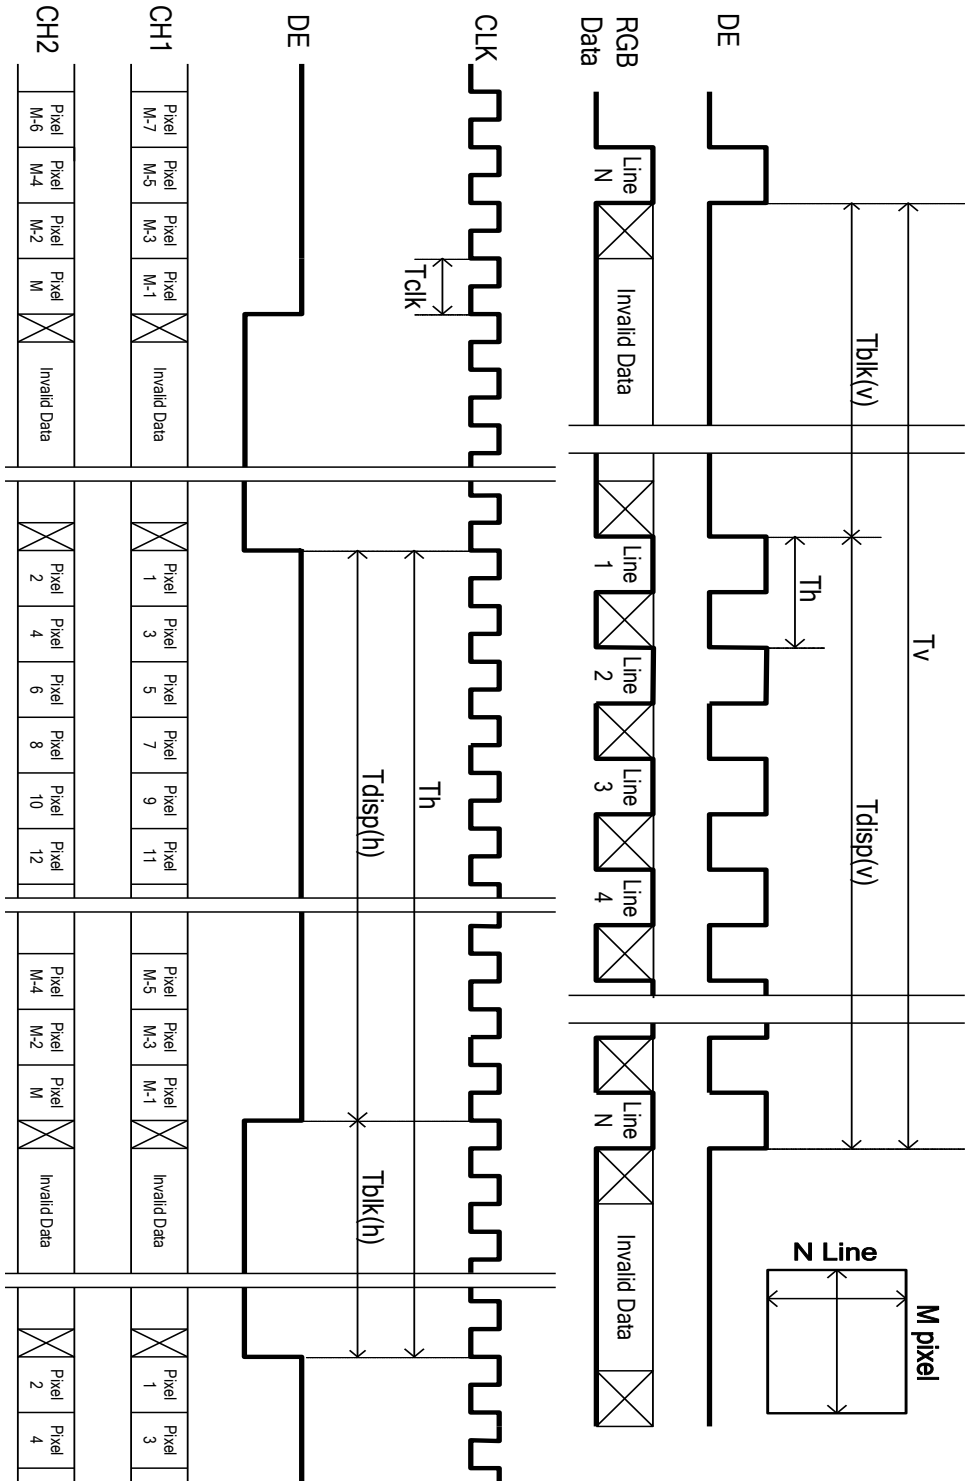 Tv
Tblk(v)
Tdisp(v)
Th
DE
RGB
Data
Line
N
Invalid Data
Line
1
Line
2
Line
3
Line
4
Line
N
Invalid Data
N Line
M pixel
CLK
Tclk
Th
Tdisp(h)
Tblk(h)
DE
CH1
Pixel
M-7
Pixel
M-5
Pixel
M-3
Pixel
M-1
Invalid Data
Pixel
1
Pixel
3
Pixel
5
Pixel
7
Pixel
9
Pixel
11
Pixel
M-5
Pixel
M-3
Pixel
M-1
Invalid Data
Pixel
1
Pixel
3
CH2
Pixel
M-6
Pixel
M-4
Pixel
M-2
Pixel
M
Invalid Data
Pixel
2
Pixel
4
Pixel
6
Pixel
8
Pixel
10
Pixel
12
Pixel
M-4
Pixel
M-2
Pixel
M
Invalid Data
Pixel
2
Pixel
4